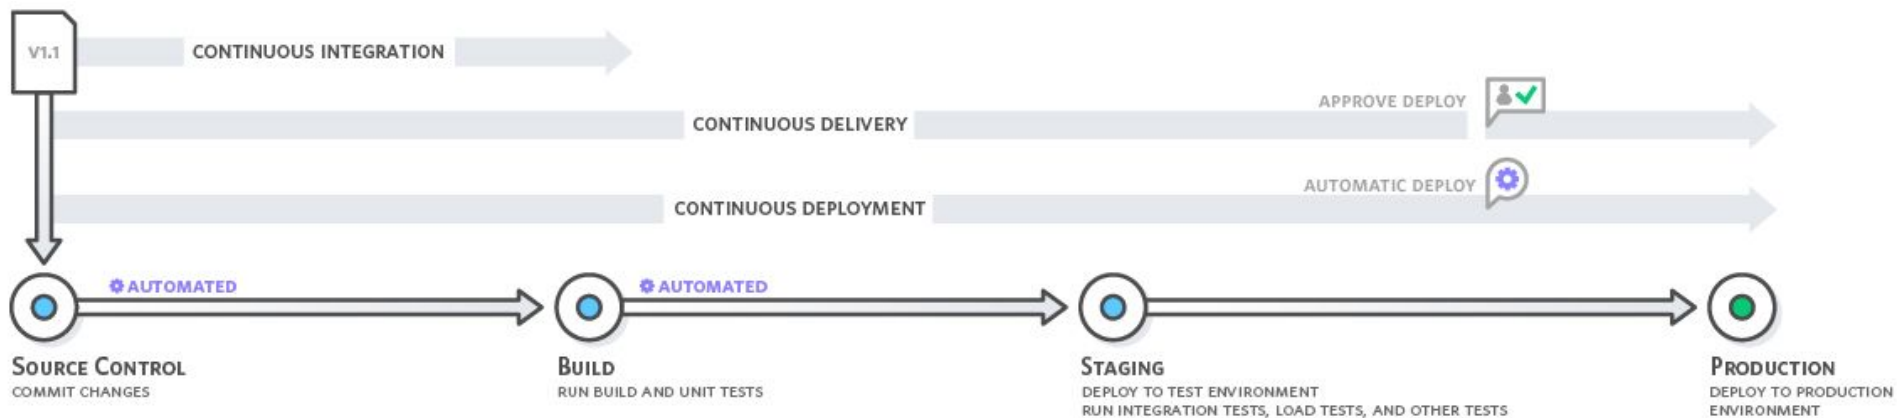 V1.1
CONTINUOUS INTEGRATION
APPROVE DEPLOY
CONTINUOUS DELIVERY
AUTOMATIC DEPLOY
CONTINUOUS DEPLOYMENT
AUTOMATED
AUTOMATED
SOURCE CONTROL
COMMIT CHANGES
BUILD
RUN BUILD AND UNIT TESTS
STAGING
DEPLOY TO TEST ENVIRONMENT
RUN INTEGRATION TESTS, LOAD TESTS, AND OTHER TESTS
PRODUCTION
DEPLOY TO PRODUCTION
ENVIRONMENT